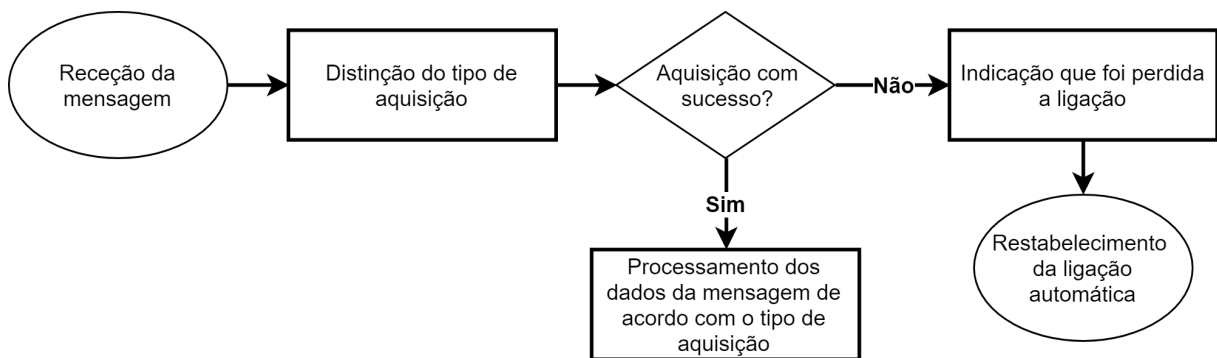 Receção da
mensagem
Distinção do tipo de
aquisição
Aquisição com
sucesso?
Não
Indicação que foi perdida
a ligação
Sim
Processamento dos
dados da mensagem de
acordo com o tipo de
aquisição
Restabelecimento
da ligação
automática